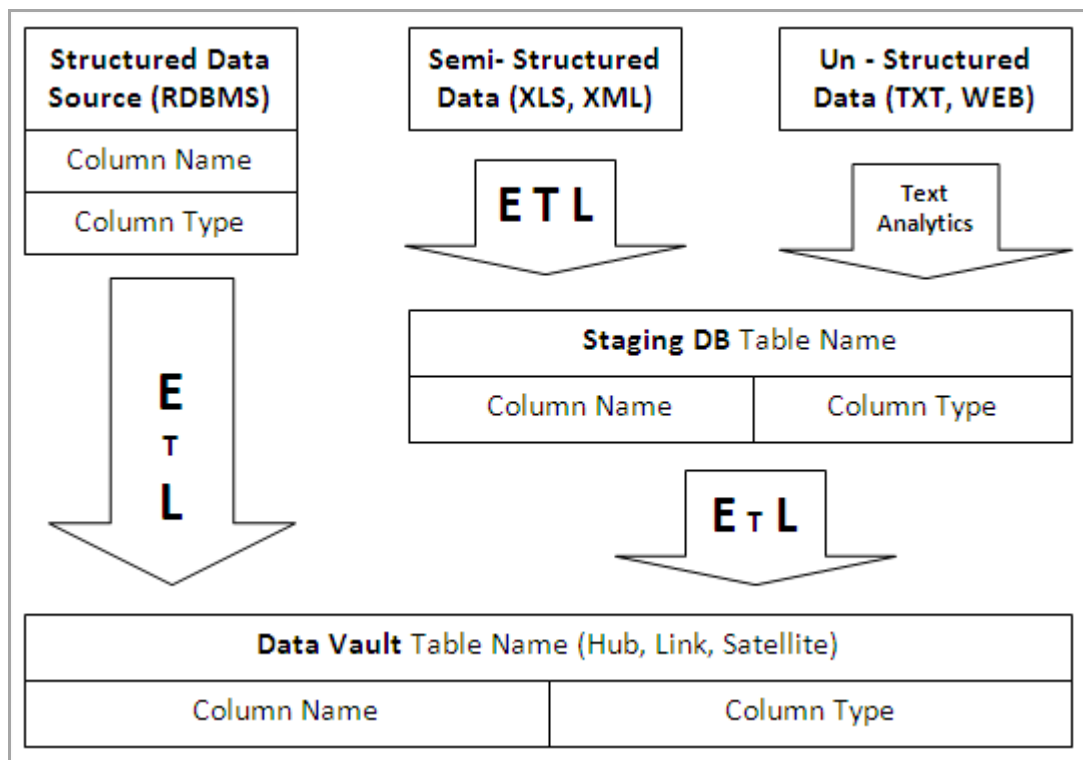 Structured Data
Source (RDBMS)
Column Name
Column Type
Semi- Structured
Data (XLS, XML)
Un - Structured
Data (TXT, WEB)
E T L
Text
Analytics
E
T
L
Staging DB Table Name
Column Name
Column Type
E T L
Data Vault Table Name (Hub, Link, Satellite)
Column Name
Column Type